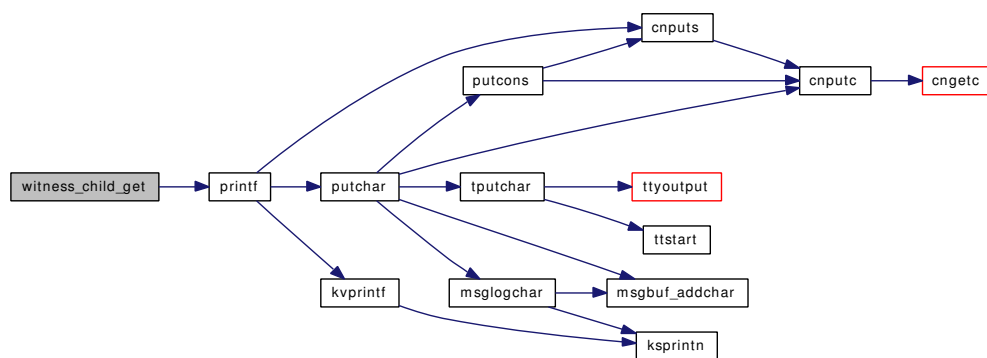 cnputs
putcons
cnputc
cngetc
witness_child_get
printf
putchar
tputchar
ttyoutput
ttstart
kvprintf
msglogchar
msgbuf_addchar
ksprintn